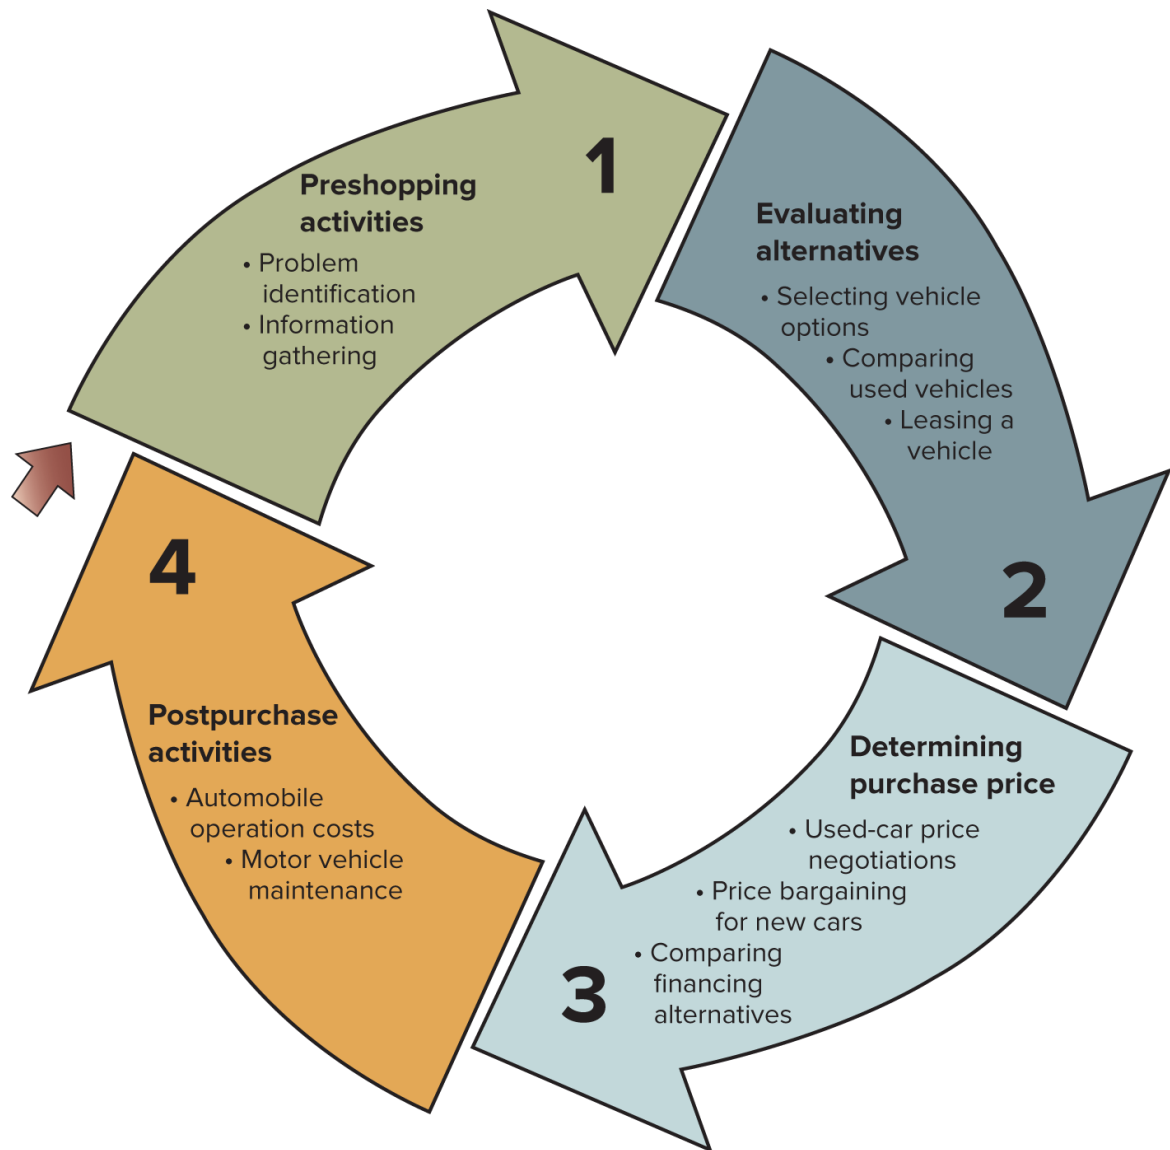 1
Preshopping
activities
• Problem
identification
• Information
gathering
Evaluating
alternatives
• Selecting vehicle
options
• Comparing
used vehicles
• Leasing a
vehicle
2
Determining
purchase price
• Used-car price
negotiations
• Price bargaining
for new cars
• Comparing
financing
alternatives
3
4
Postpurchase
activities
• Automobile
operation costs
• Motor vehicle
maintenance